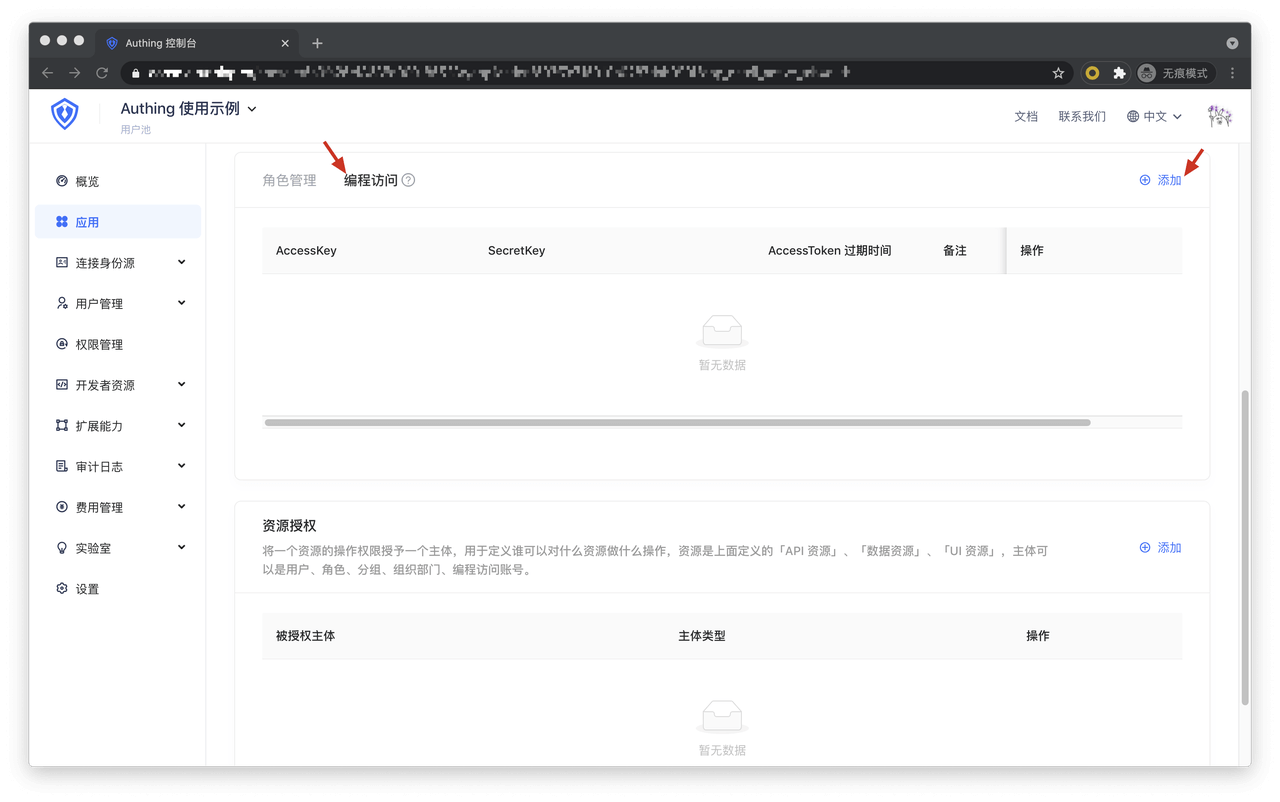 Authing 控制台
无痕模式
Authing 使用示例
用户池
文档
联系我们
中文
概览
应用
连接身份源
用户管理
权限管理
开发者资源
扩展能力
审计日志
费用管理
实验室
设置
角色管理
编程访问
添加
AccessKey
SecretKey
AccessToken 过期时间
备注
操作
暂无数据
资源授权
将一个资源的操作权限授予一个主体，用于定义谁可以对什么资源做什么操作，资源是上面定义的「API 资源」、「数据资源」、「UI 资源」，主体可
以是用户、角色、分组、组织部门、编程访问账号。
添加
被授权主体
主体类型
操作
暂无数据